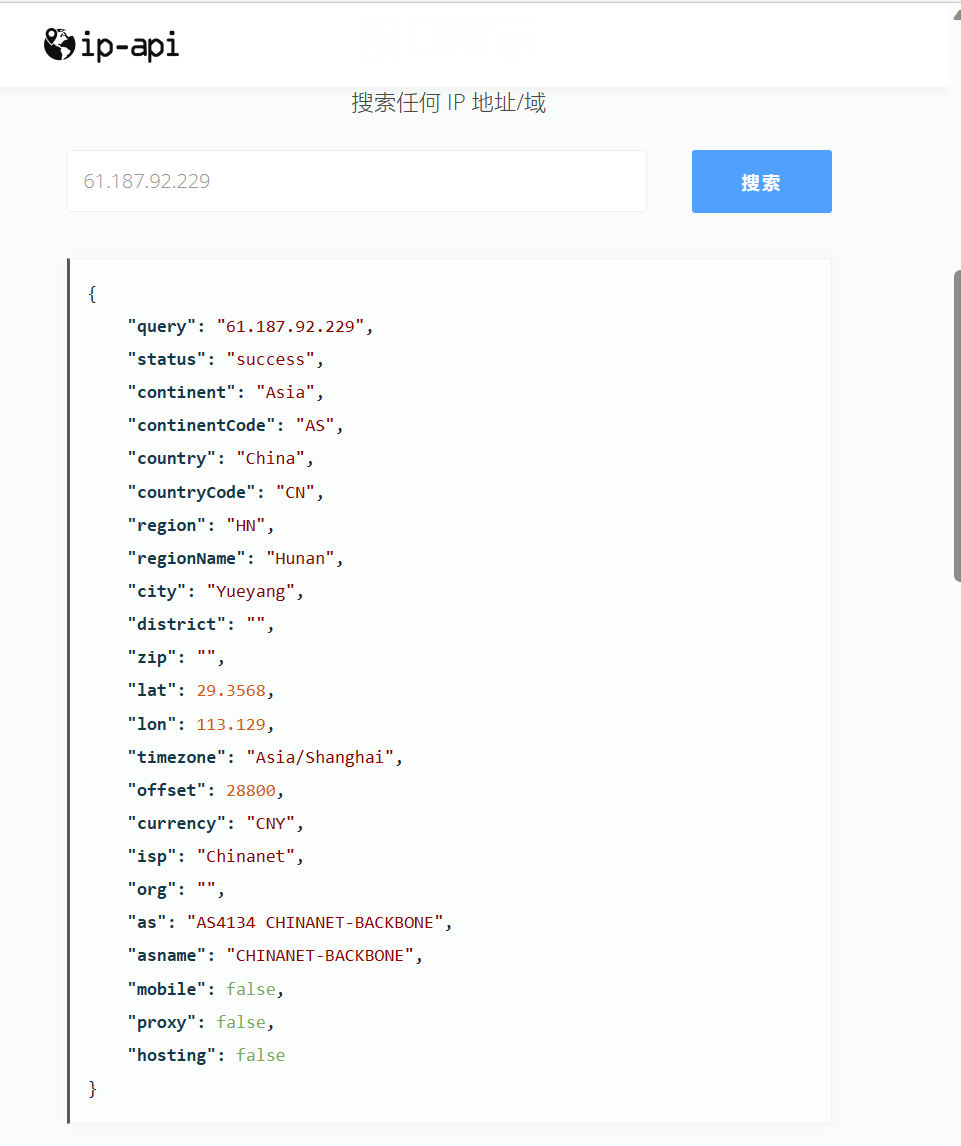 ip-api
接口演示
搜索任何 IP 地址/域
61.187.92.229
搜索
{
"query": "61.187.92.229",
"status": "success",
"continent": "Asia",
"continentCode": "AS",
"country": "China",
"countryCode": "CN",
"region": "HN",
"regionName": "Hunan",
"city": "Yueyang",
"district": "",
"zip": "",
"lat": 29.3568,
"lon": 113.129,
"timezone": "Asia/Shanghai",
"offset": 28800,
"currency": "CNY",
"isp": "Chinanet",
"org": "",
"as": "AS4134 CHINANET-BACKBONE",
"asname": "CHINANET-BACKBONE",
"mobile": false,
"proxy": false,
"hosting": false
}